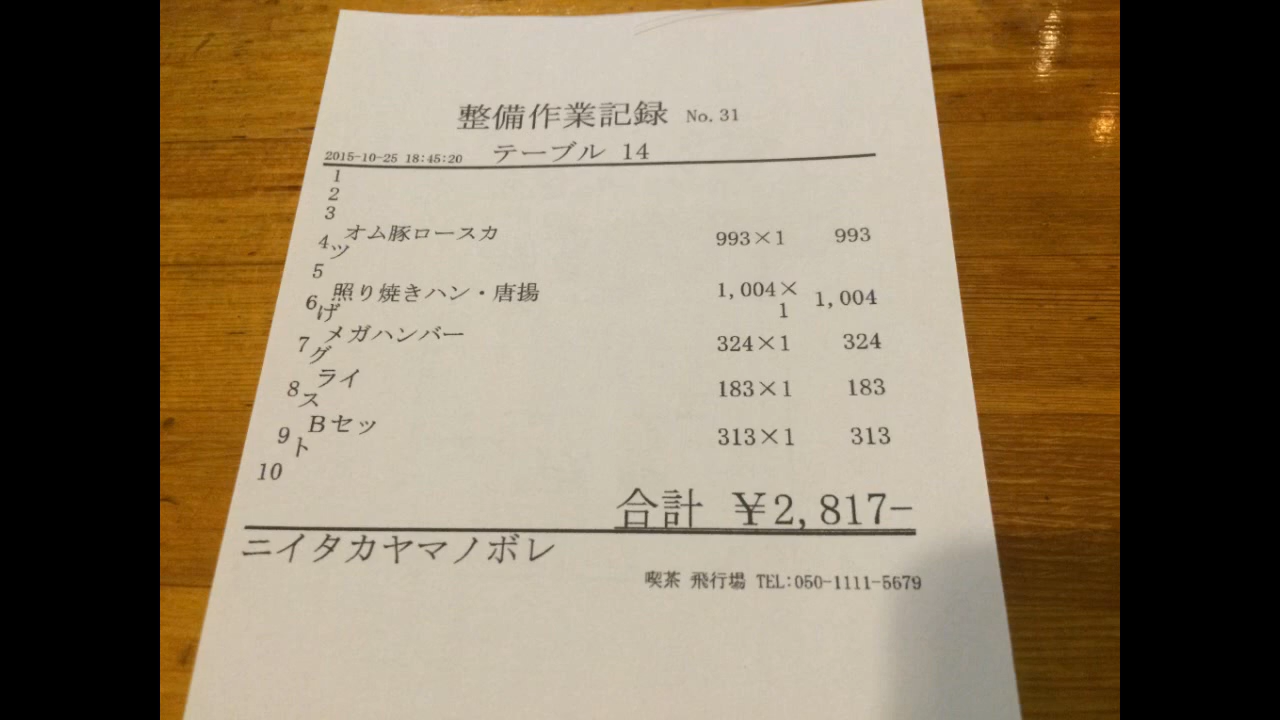 整備作業記録 No.31
2015-10-25 18:45:20 テーブル 14
1
2
3
4 オム豚ロースカ 993×1 993
ツ
5
6 照り焼きハン・唐揚 1,004× 1,004
げ 1
7 メガハンバー 324×1 324
グ
8 ライ 183×1 183
ス
9 Bセッ 313×1 313
ト
10
合計 ¥2,817-
ニイタカヤマノボレ
喫茶 飛行場 TEL:050-1111-5679